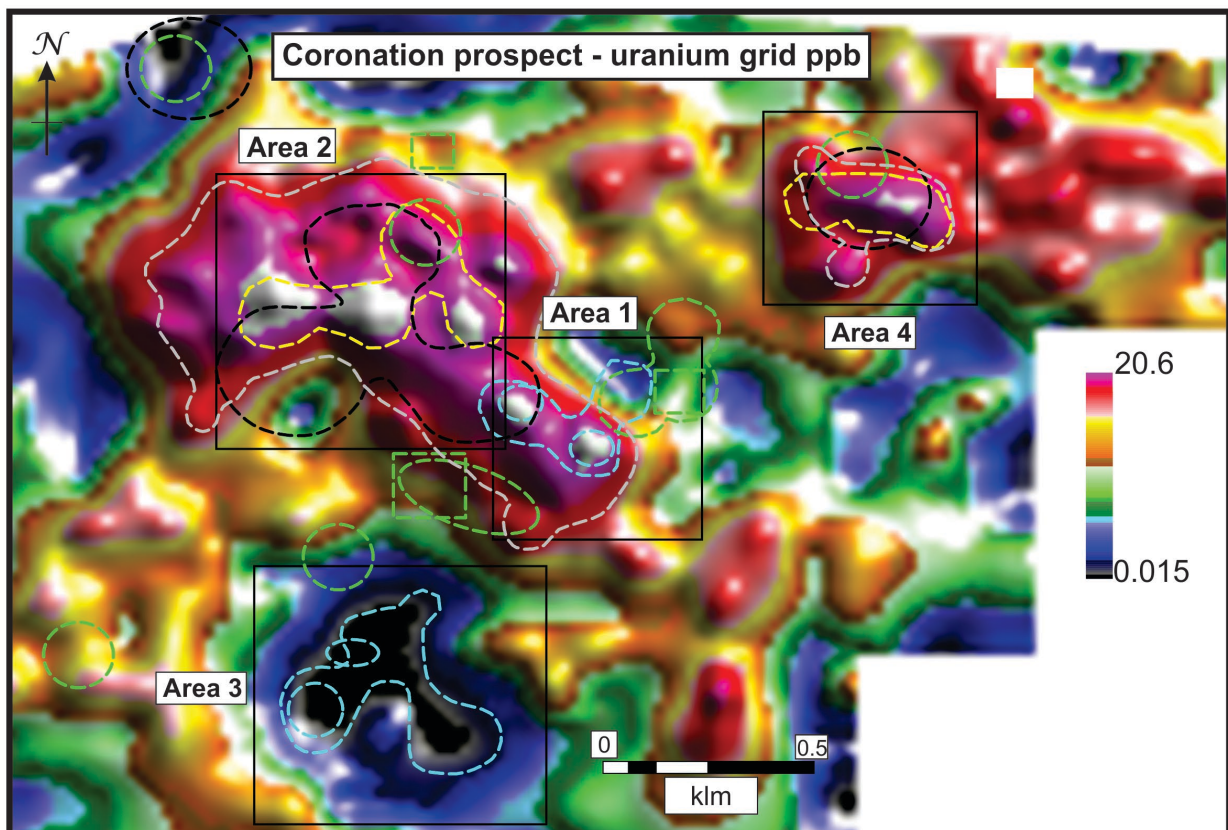 N
Coronation prospect - uranium grid ppb
Area 2
Area 1
Area 4
20.6
0.015
Area 3
0
0.5
klm